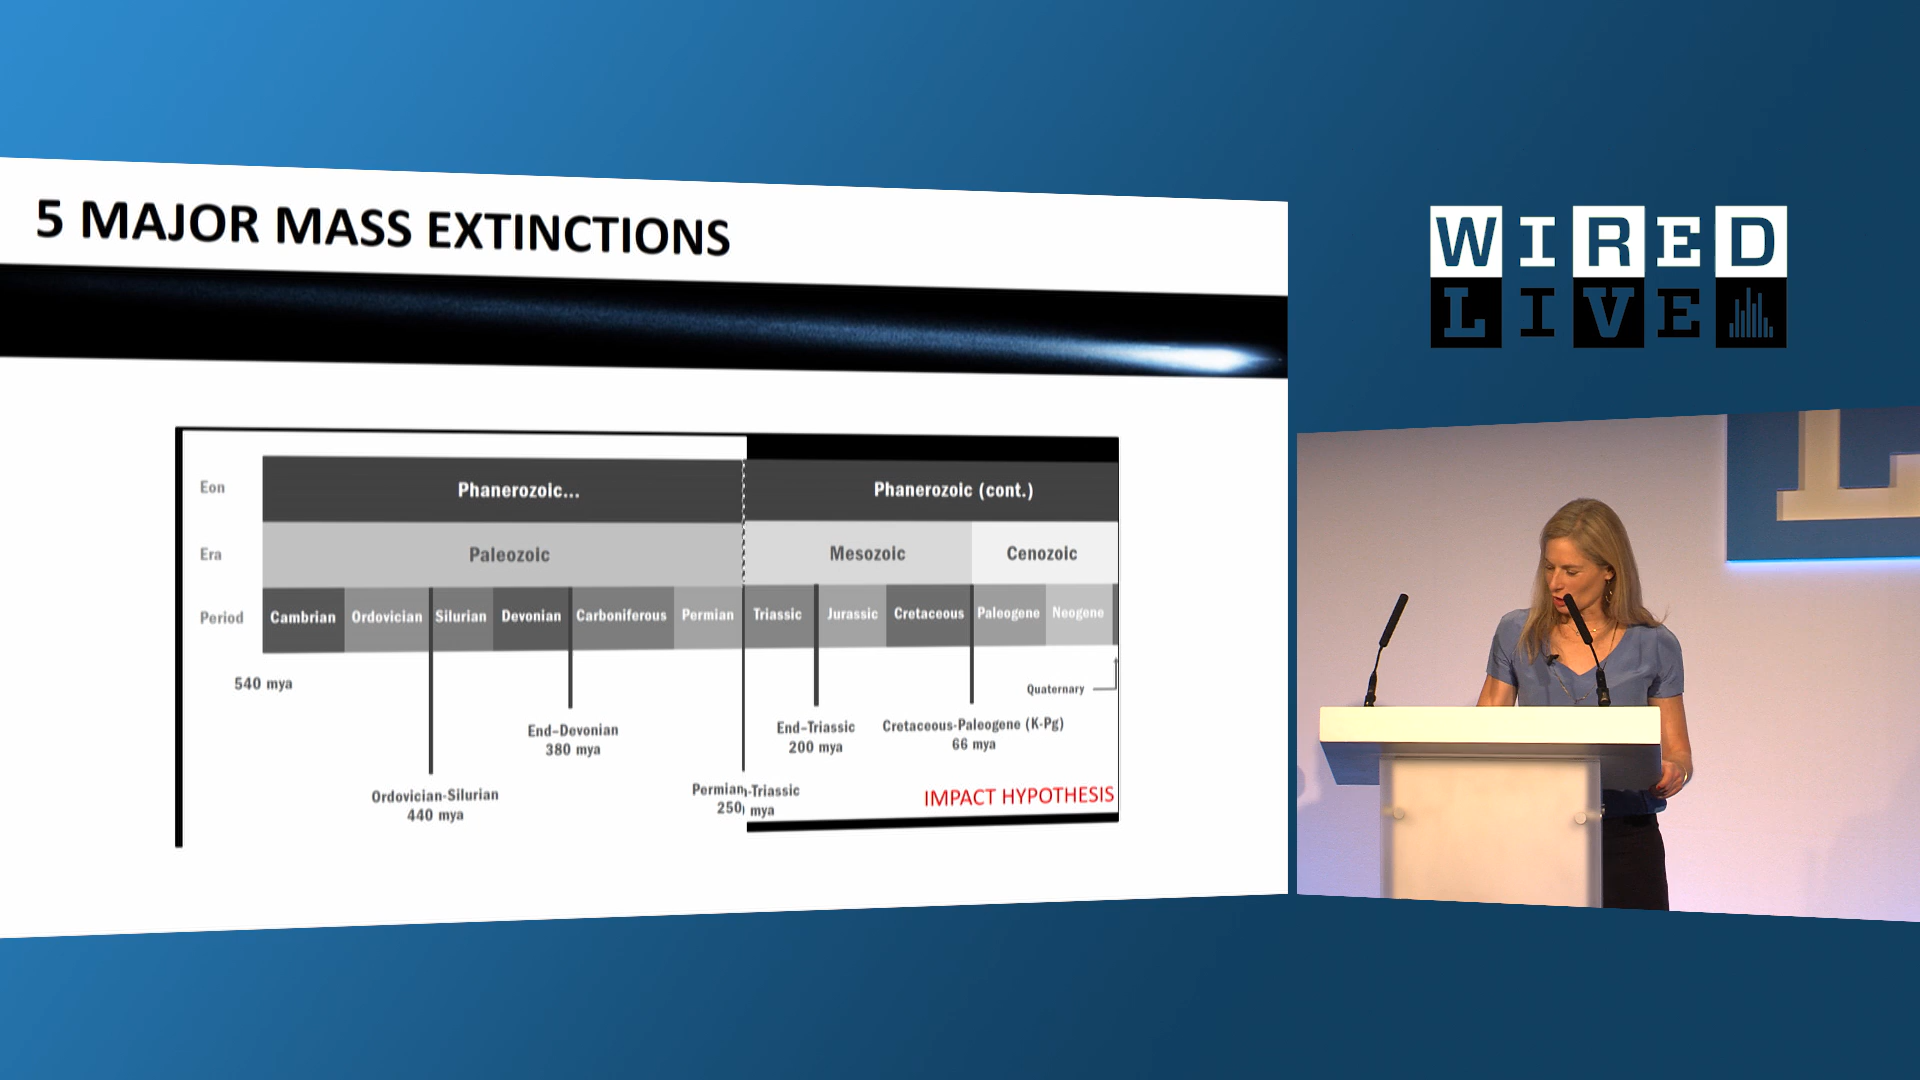 5 MAJOR MASS EXTINCTIONS
WIRED
LIVE
Eon
Phanerozoic...
Phanerozoic (cont.)
Era
Paleozoic
Mesozoic
Cenozoic
Period
Cambrian
Ordovician
Silurian
Devonian
Carboniferous
Permian
Triassic
Jurassic
Cretaceous
Paleogene
Neogene
540 mya
Quaternary
End-Devonian
380 mya
End-Triassic
200 mya
Cretaceous-Paleogene (K-Pg)
66 mya
Ordovician-Silurian
440 mya
Permian-Triassic
250 mya
IMPACT HYPOTHESIS